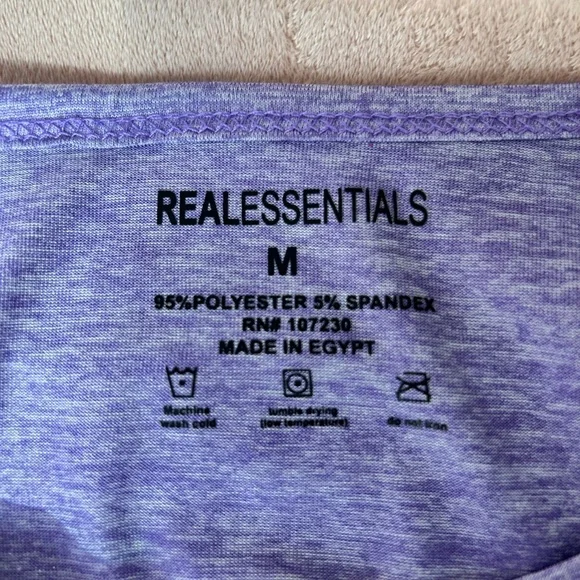 REALESSENTIALS
M
95%POLYESTER 5% SPANDEX
RN# 107230
MADE IN EGYPT
Machine wash cold
tumble drying (low temperature)
do not iron